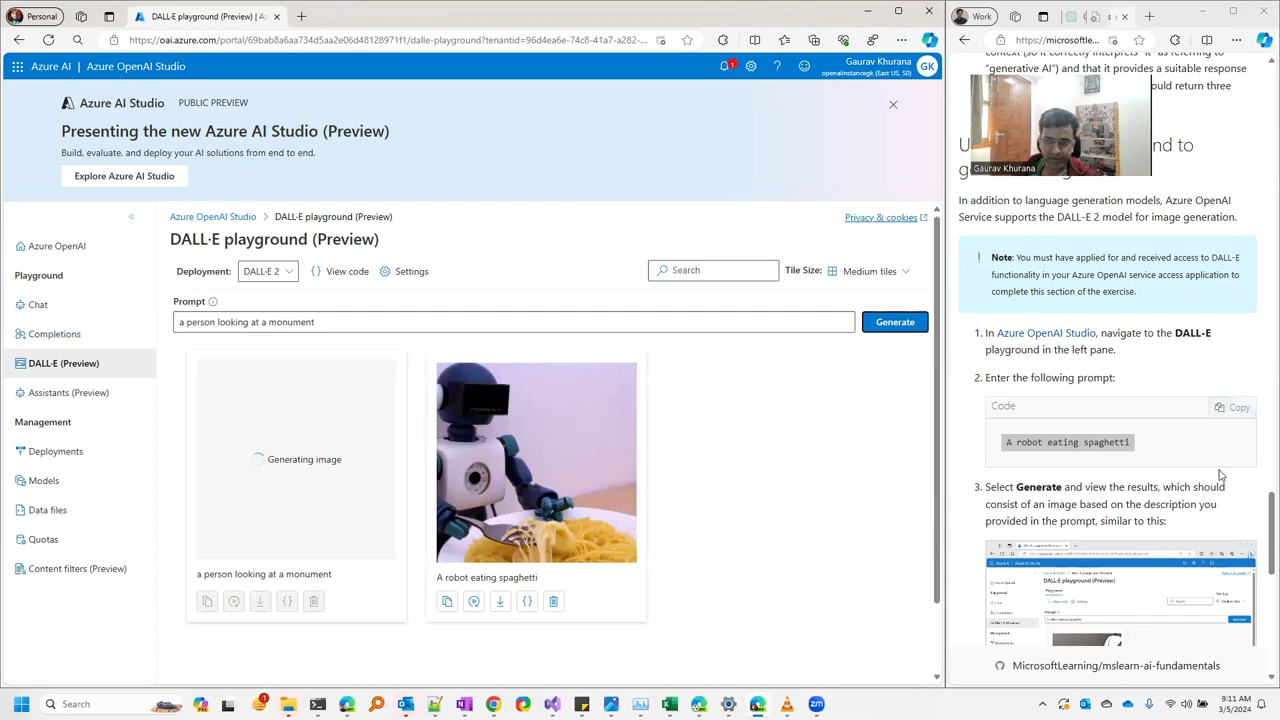 Personal
DALL-E playground (Preview) | Az
https://oai.azure.com/portal/69bab8a6aa734d5aa2e06d48128971f1/dalle-playground?tenantid=96d4ea6e-74c8-41a7-a282-...
Azure AI | Azure OpenAI Studio
1
Gaurav Khurana
openaiinstancegk (East US, S0)
GK
Azure AI Studio PUBLIC PREVIEW
Presenting the new Azure AI Studio (Preview)
Build, evaluate, and deploy your AI solutions from end to end.
Explore Azure AI Studio
Azure OpenAI
Playground
Chat
Completions
DALL-E (Preview)
Assistants (Preview)
Management
Deployments
Models
Data files
Quotas
Content filters (Preview)
Azure OpenAI Studio > DALL-E playground (Preview)
Privacy & cookies
DALL·E playground (Preview)
Deployment: DALL-E 2 {} View code Settings
Search
Tile Size: Medium tiles
Prompt
a person looking at a monument
Generate
Generating image
a person looking at a monument
A robot eating spaghetti
Work
https://microsoftle...
context (so it correctly interprets "it" as referring to
"generative AI") and that it provides a suitable response
ould return three
Gaurav Khurana
nd to
In addition to language generation models, Azure OpenAI
Service supports the DALL-E 2 model for image generation.
Note: You must have applied for and received access to DALL-E
functionality in your Azure OpenAI service access application to
complete this section of the exercise.
1. In Azure OpenAI Studio, navigate to the DALL-E
playground in the left pane.
2. Enter the following prompt:
Code Copy
A robot eating spaghetti
3. Select Generate and view the results, which should
consist of an image based on the description you
provided in the prompt, similar to this:
DALL-E playground (Preview)
MicrosoftLearning/mslearn-ai-fundamentals
Search
1
9:11 AM
3/5/2024